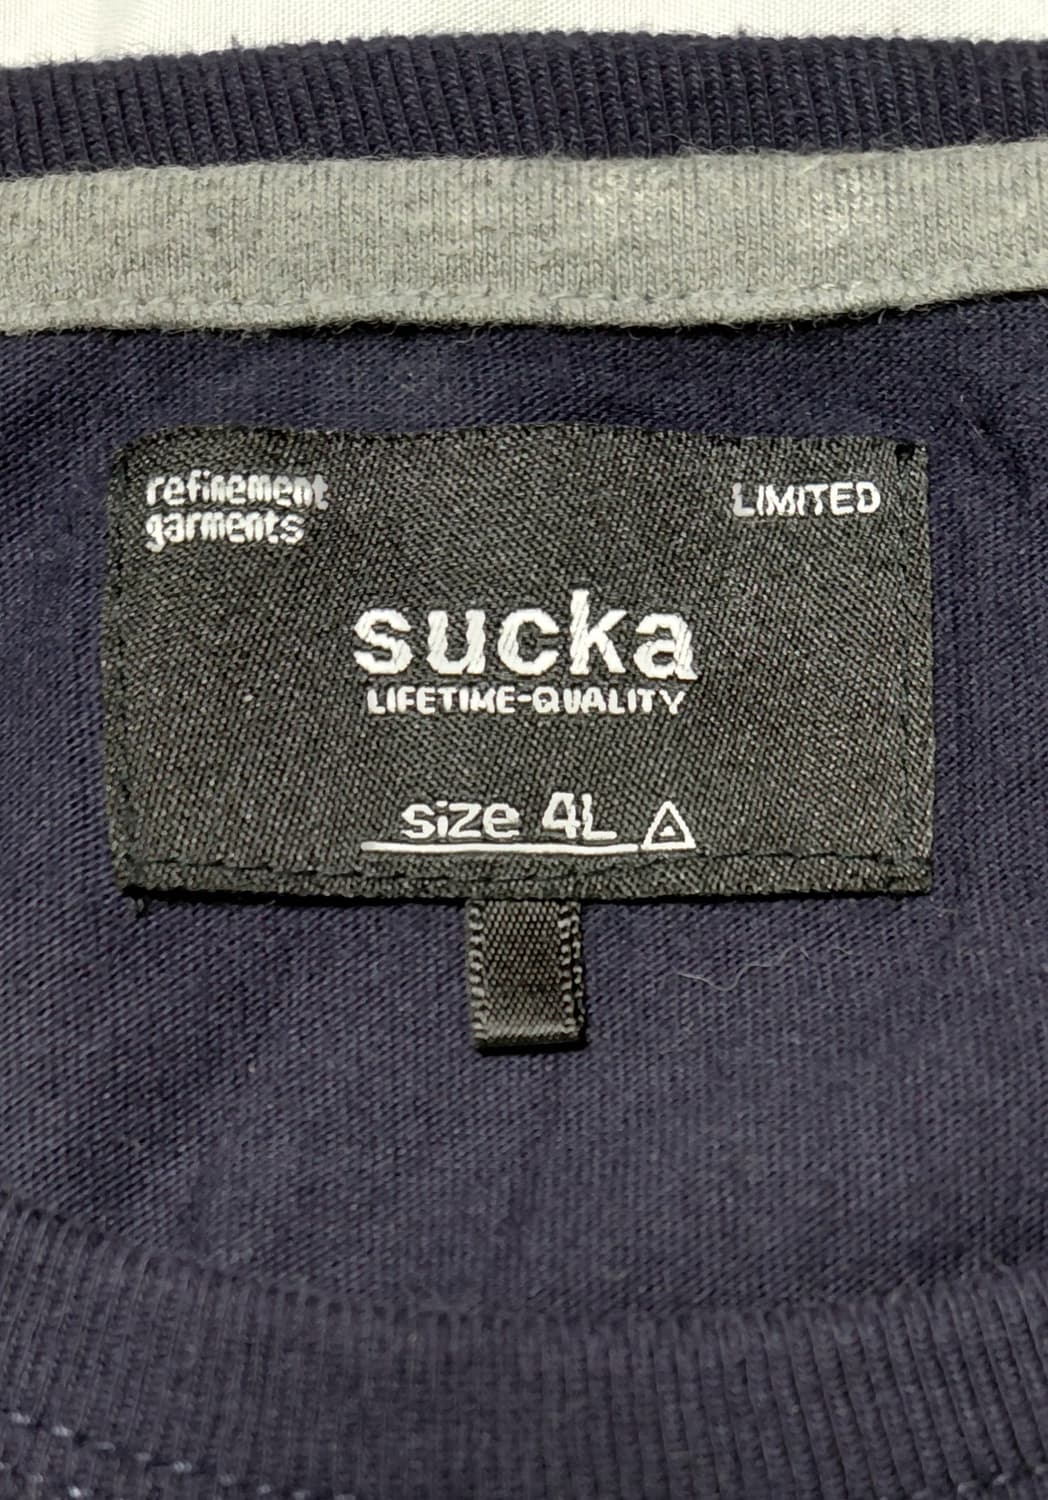 refinement
garments
LIMITED
sucka
LIFETIME-QUALITY
size 4L